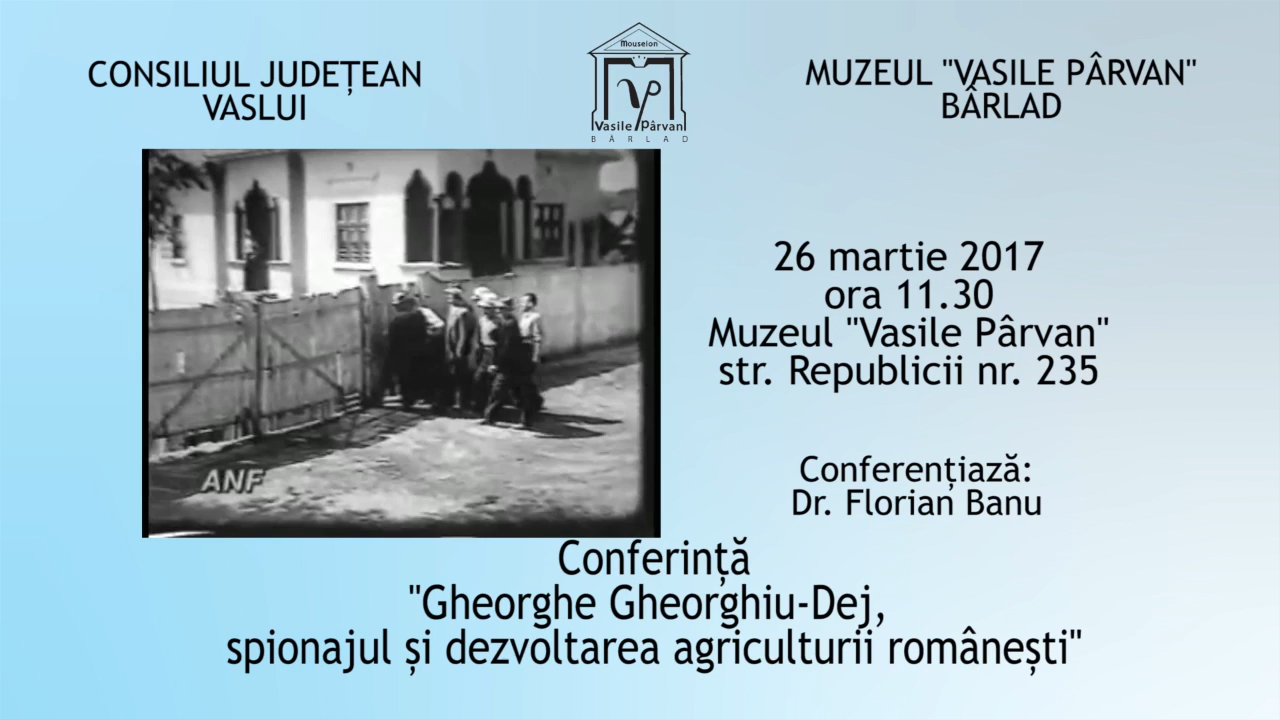 CONSILIUL JUDEȚEAN
VASLUI
Mouseion
VP
Vasile Pârvan
BÂRLAD
MUZEUL "VASILE PÂRVAN"
BÂRLAD
26 martie 2017
ora 11.30
Muzeul "Vasile Pârvan"
str. Republicii nr. 235
ANF
Conferențiază:
Dr. Florian Banu
Conferință
"Gheorghe Gheorghiu-Dej,
spionajul și dezvoltarea agriculturii românești"